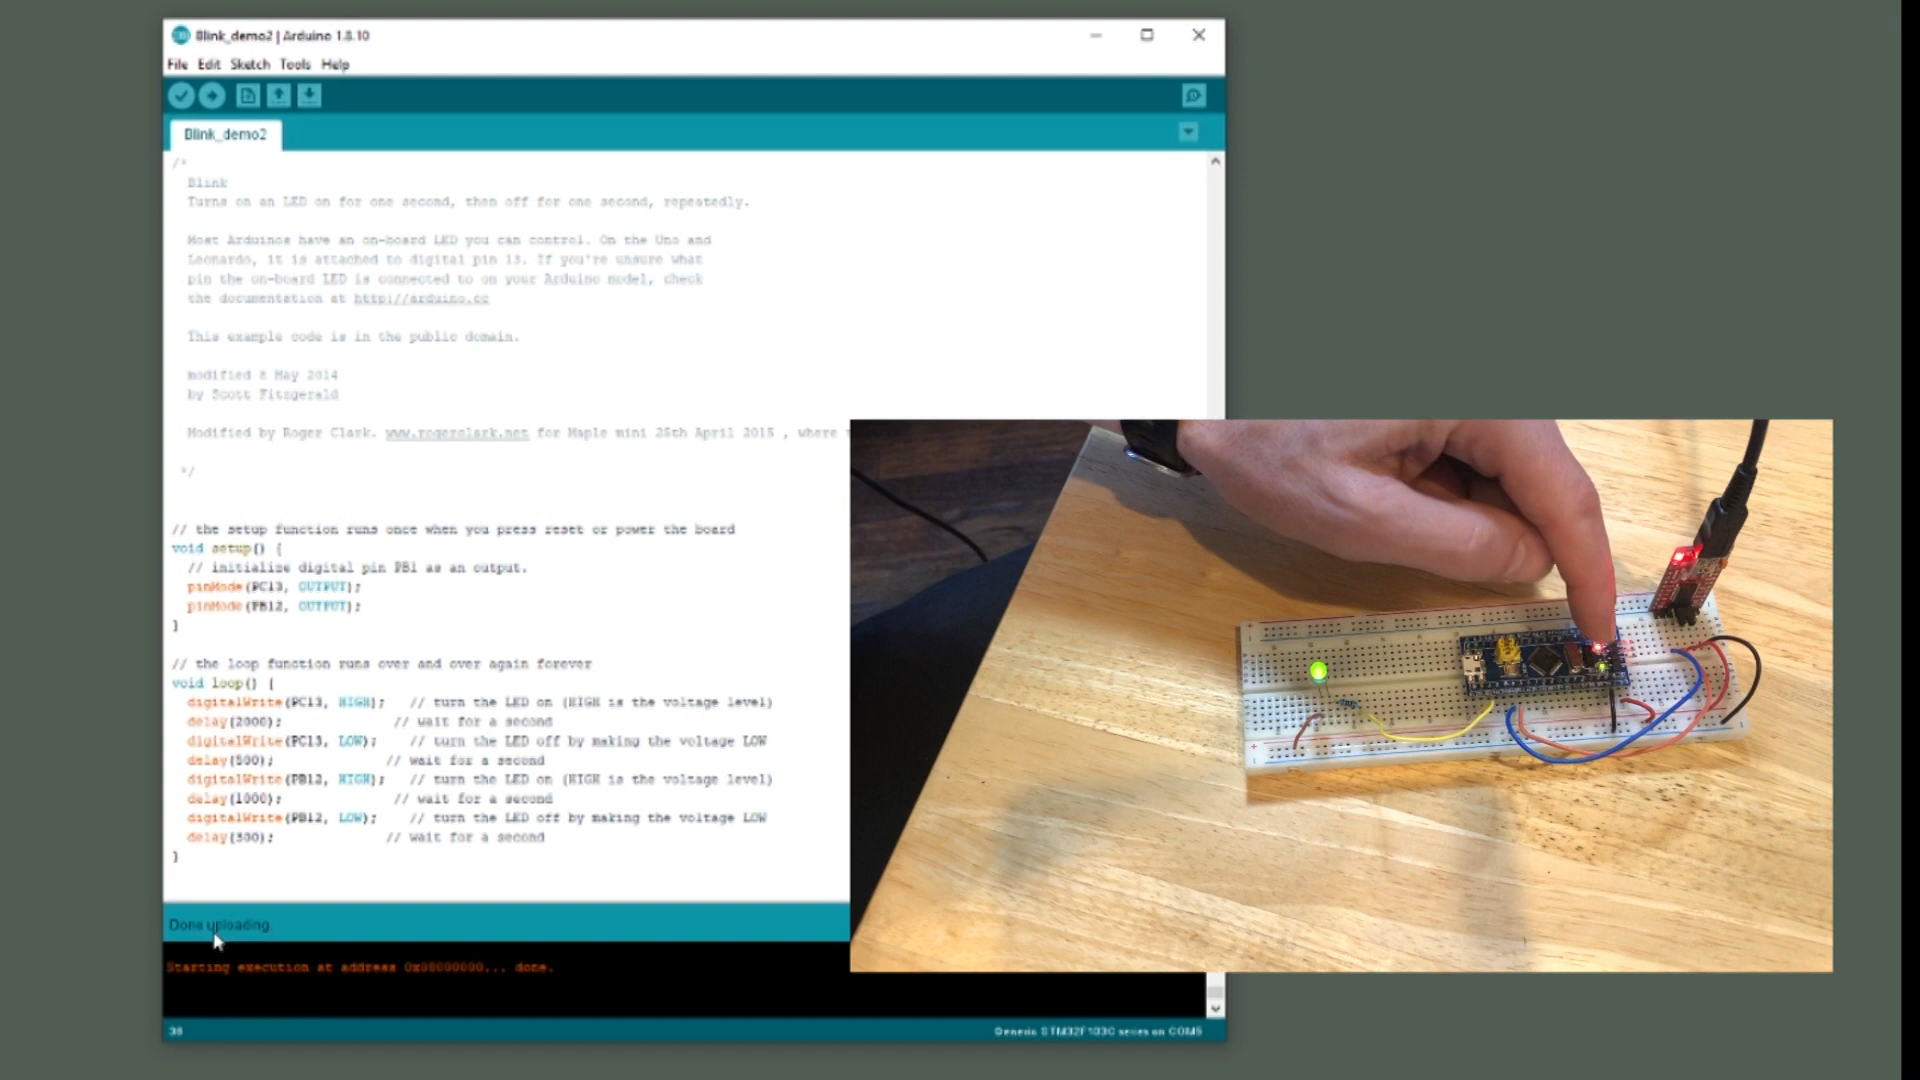 Blink_demo2 | Arduino 1.8.10
File Edit Sketch Tools Help
Blink_demo2
/*
Blink
Turns on an LED on for one second, then off for one second, repeatedly.
Most Arduinos have an on-board LED you can control. On the Uno and
Leonardo, it is attached to digital pin 13. If you're unsure what
pin the on-board LED is connected to on your Arduino model, check
the documentation at http://arduino.cc
This example code is in the public domain.
modified 8 May 2014
by Scott Fitzgerald
Modified by Roger Clark. www.rogerclark.net for Maple mini 25th April 2015 , where
*/
// the setup function runs once when you press reset or power the board
void setup() {
// initialize digital pin PB1 as an output.
pinMode(PC13, OUTPUT);
pinMode(PB12, OUTPUT);
}
// the loop function runs over and over again forever
void loop() {
digitalWrite(PC13, HIGH); // turn the LED on (HIGH is the voltage level)
delay(2000); // wait for a second
digitalWrite(PC13, LOW); // turn the LED off by making the voltage LOW
delay(500); // wait for a second
digitalWrite(PB12, HIGH); // turn the LED on (HIGH is the voltage level)
delay(1000); // wait for a second
digitalWrite(PB12, LOW); // turn the LED off by making the voltage LOW
delay(500); // wait for a second
}
Done uploading.
Starting execution at address 0x08000000... done.
38
Generic STM32F103C series on COM5